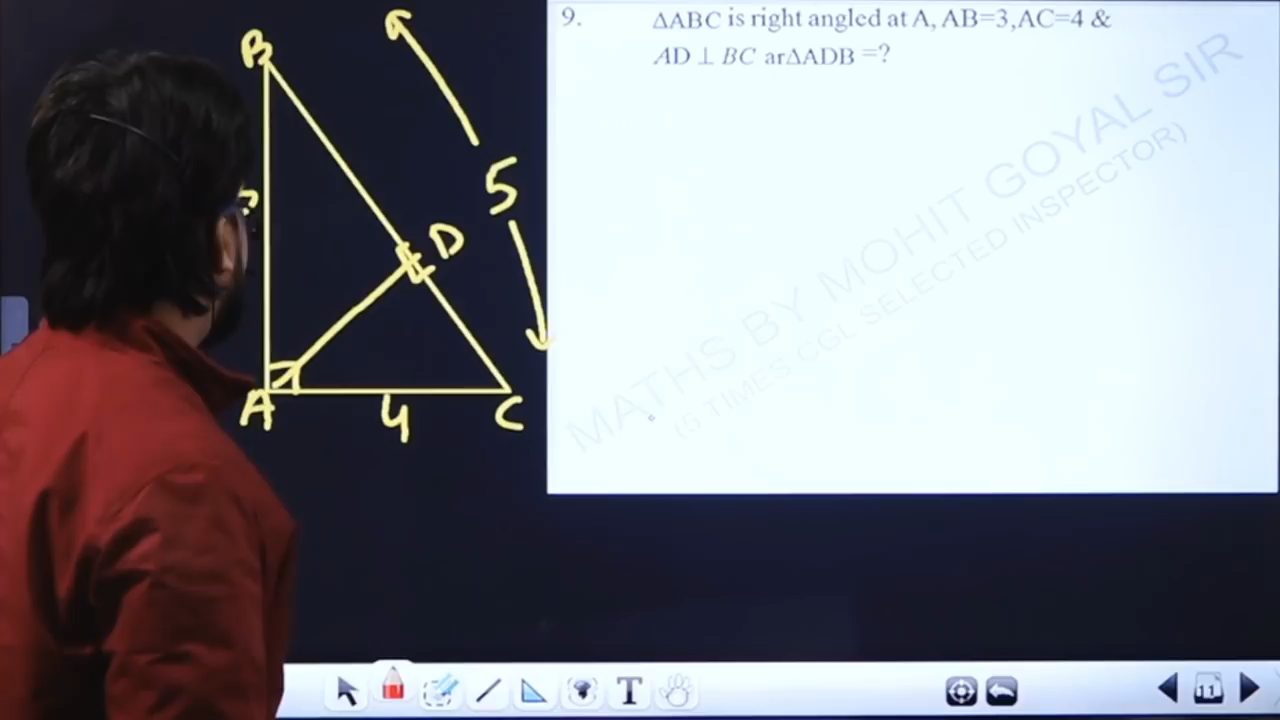 9. ΔABC is right angled at A, AB=3,AC=4 &
AD ⊥ BC arΔADB =?
B
5
D
A
4
C
MATHS BY MOHIT GOYAL SIR
(5 TIMES CGL SELECTED INSPECTOR)
T
11